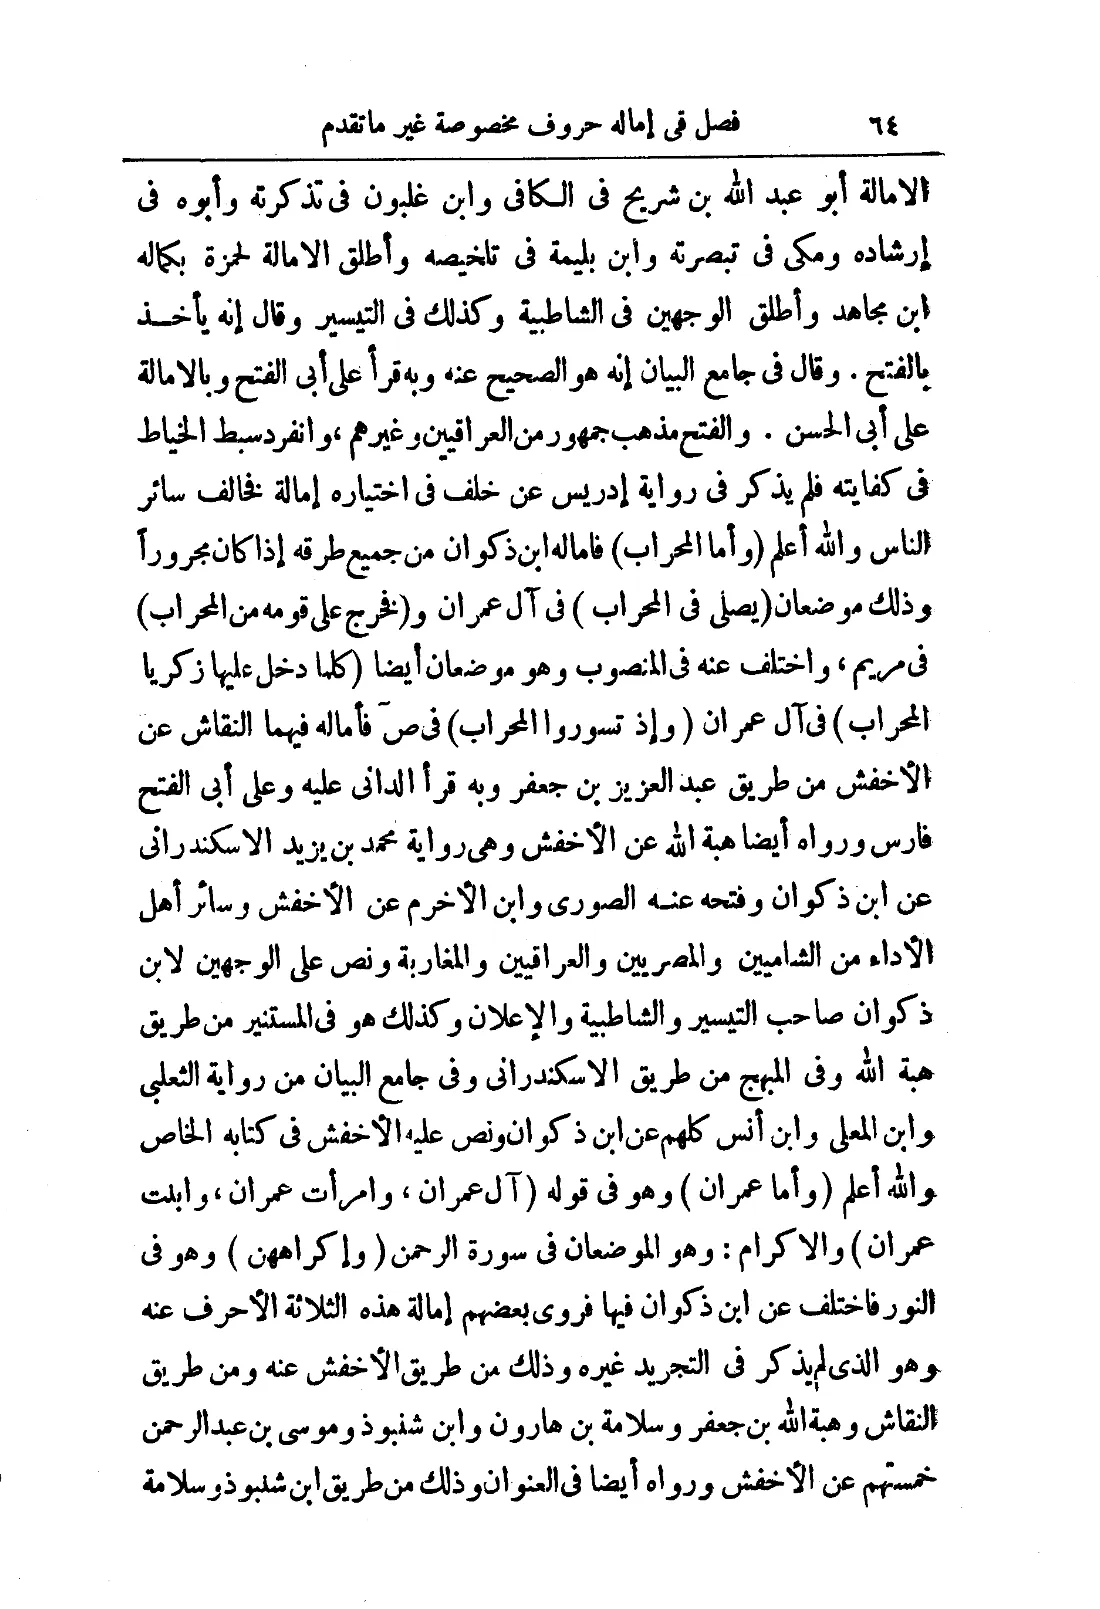 ٦٤ فصل فى إماله حروف مخصوصة غير ماتقدم
الامالة أبو عبد الله بن شريح فى الكافى وابن غلبون فى تذكرته وأبوه فى
إرشاده ومكى فى تبصرته وابن بليمة فى تلخيصه وأطلق الامالة لحمزة بكماله
ابن مجاهد وأطلق الوجهين فى الشاطبية وكذلك فى التيسير وقال إنه يأخذ
بالفتح . وقال فى جامع البيان إنه هو الصحيح عنه وبه قرأ على أبى الفتح وبالامالة
على أبى الحسن . والفتح مذهب جمهور من العراقيين وغيرهم ، وانفرد سبط الخياط
فى كفايته فلم يذكر فى رواية إدريس عن خلف فى اختياره إمالة فخالف سائر
الناس والله أعلم (وأما المحراب) فاماله ابن ذكوان من جميع طرقه إذا كان مجروراً
وذلك موضعان (يصلى فى المحراب ) فى آل عمران و(فخرج على قومه من المحراب)
فى مريم ، واختلف عنه فى المنصوب وهو موضعان أيضا (كلما دخل عليها زكريا
المحراب) فى آل عمران ( وإذ تسوروا المحراب) فى صٓ فأماله فيهما النقاش عن
الأخفش من طريق عبد العزيز بن جعفر وبه قرأ الدانى عليه وعلى أبى الفتح
فارس ورواه أيضا هبة الله عن الأخفش وهى رواية محمد بن يزيد الاسكندرانى
عن ابن ذكوان وفتحه عنه الصورى وابن الأخرم عن الأخفش وسائر أهل
الأداء من الشاميين والمصريين والعراقيين والمغاربة ونص على الوجهين لابن
ذكوان صاحب التيسير والشاطبية والإعلان وكذلك هو فى المستنير من طريق
هبة الله وفى المبهج من طريق الاسكندرانى وفى جامع البيان من رواية الثعلبى
وابن المعلى وابن أنس كلهم عن ابن ذكوان ونص عليه الأخفش فى كتابه الخاص
والله أعلم (وأما عمران ) وهو فى قوله (آل عمران ، وامرأت عمران ، وابنت
عمران) والاكرام : وهو الموضعان فى سورة الرحمن ( وإكراههن ) وهو فى
النور فاختلف عن ابن ذكوان فيها فروى بعضهم إمالة هذه الثلاثة الأحرف عنه
وهو الذى لم يذكر فى التجريد غيره وذلك من طريق الأخفش عنه ومن طريق
النقاش وهبة الله بن جعفر وسلامة بن هارون وابن شنبوذ وموسى بن عبد الرحمن
خمستهم عن الأخفش ورواه أيضا فى العنوان وذلك من طريق ابن شنبوذ وسلامة